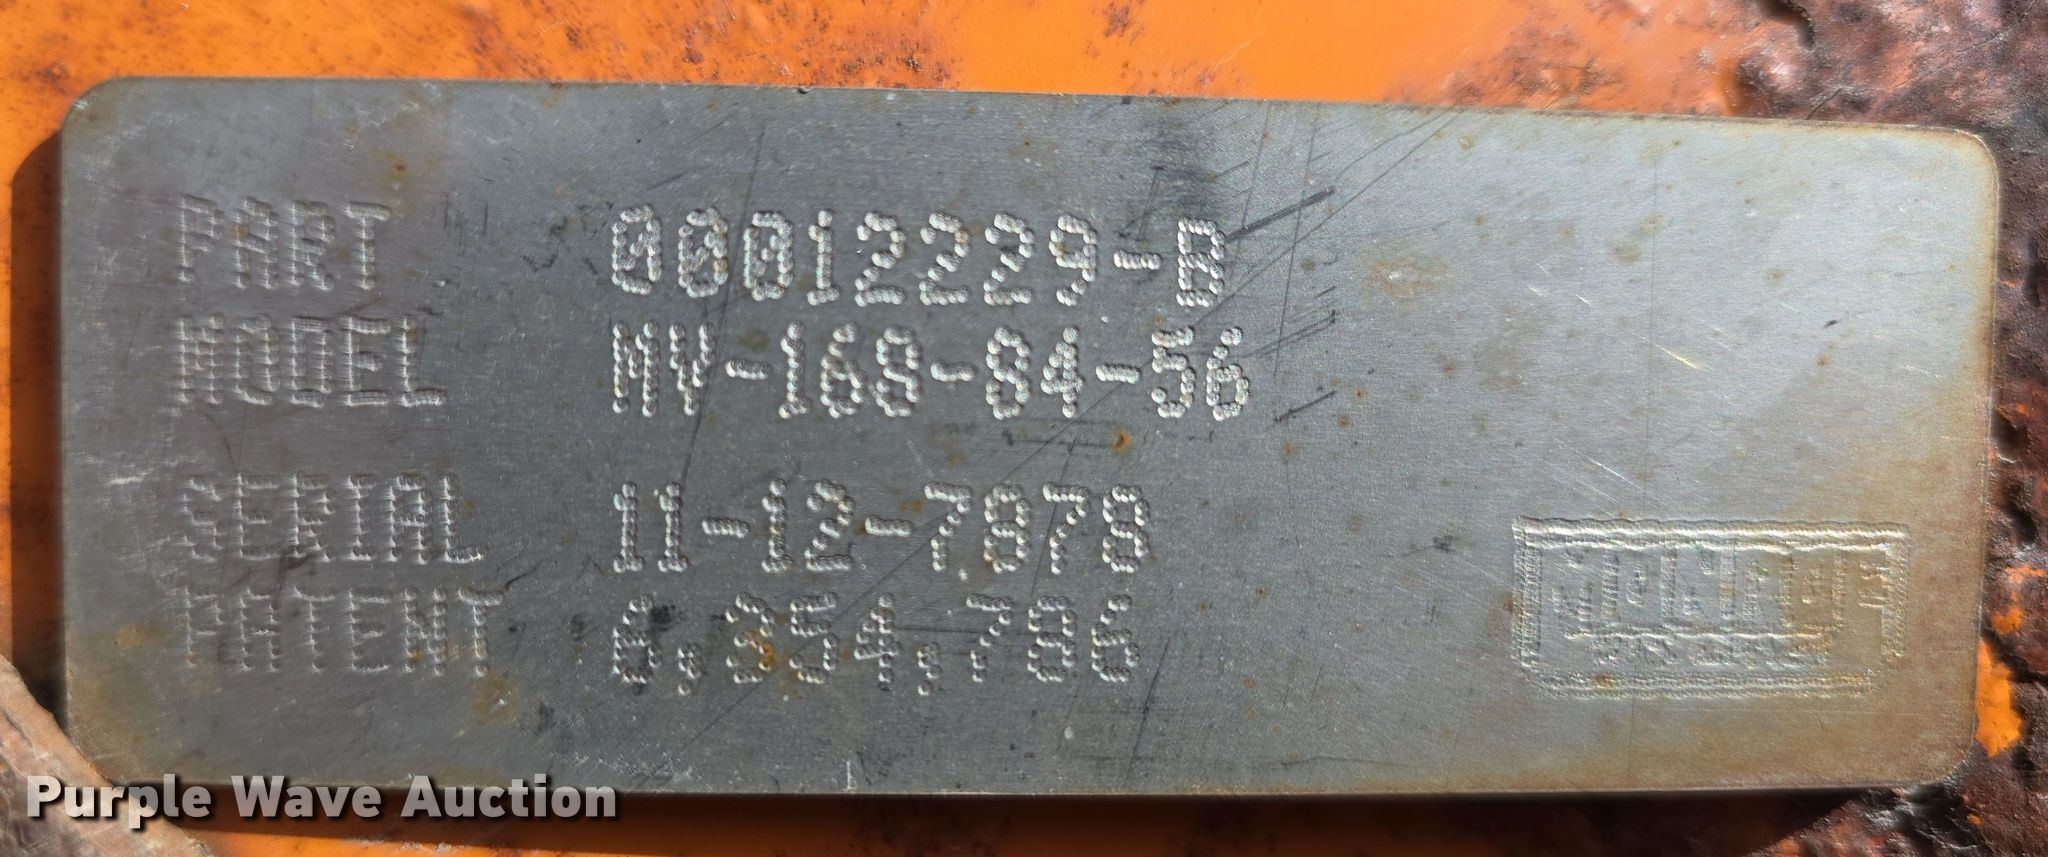 PART 00012229-B
MODEL MV-168-84-56
SERIAL 11-12-7878
PATENT 6,354,786
Purple Wave Auction